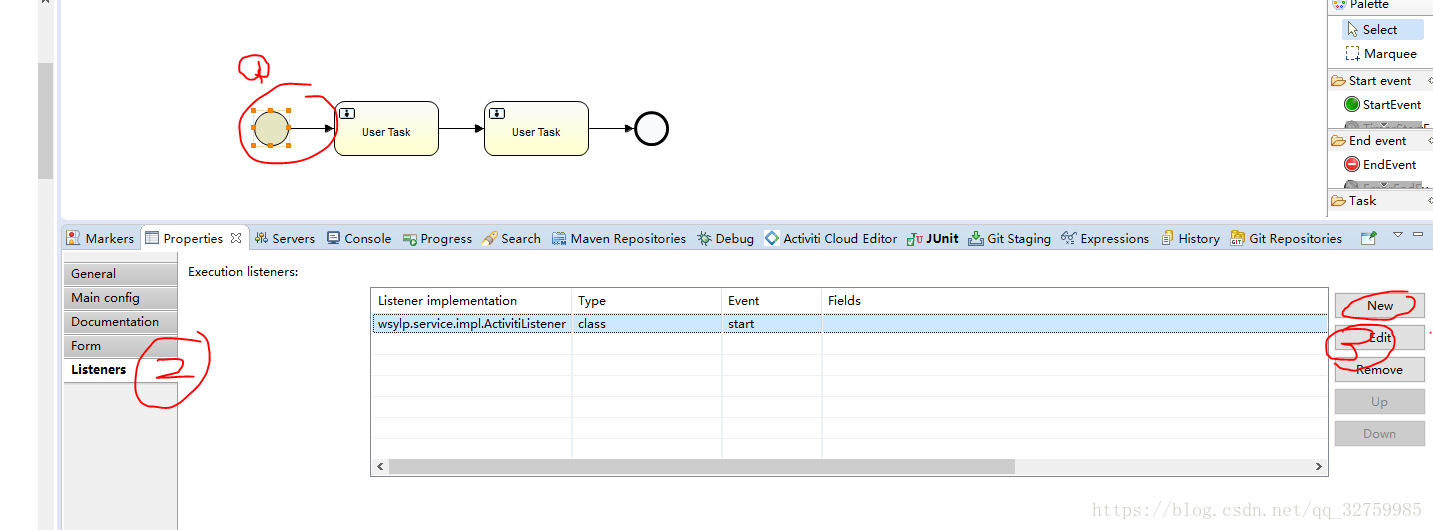 Palette
Select
Marquee
Start event
StartEvent
End event
EndEvent
Task
1
User Task
User Task
Markers Properties Servers Console Progress Search Maven Repositories Debug Activiti Cloud Editor JUnit Git Staging Expressions History Git Repositories
General
Main config
Documentation
Form
Listeners
2
Execution listeners:
Listener implementation Type Event Fields
wsylp.service.impl.ActivitiListener class start
New
Edit
3
Remove
Up
Down
https://blog.csdn.net/qq_32759985